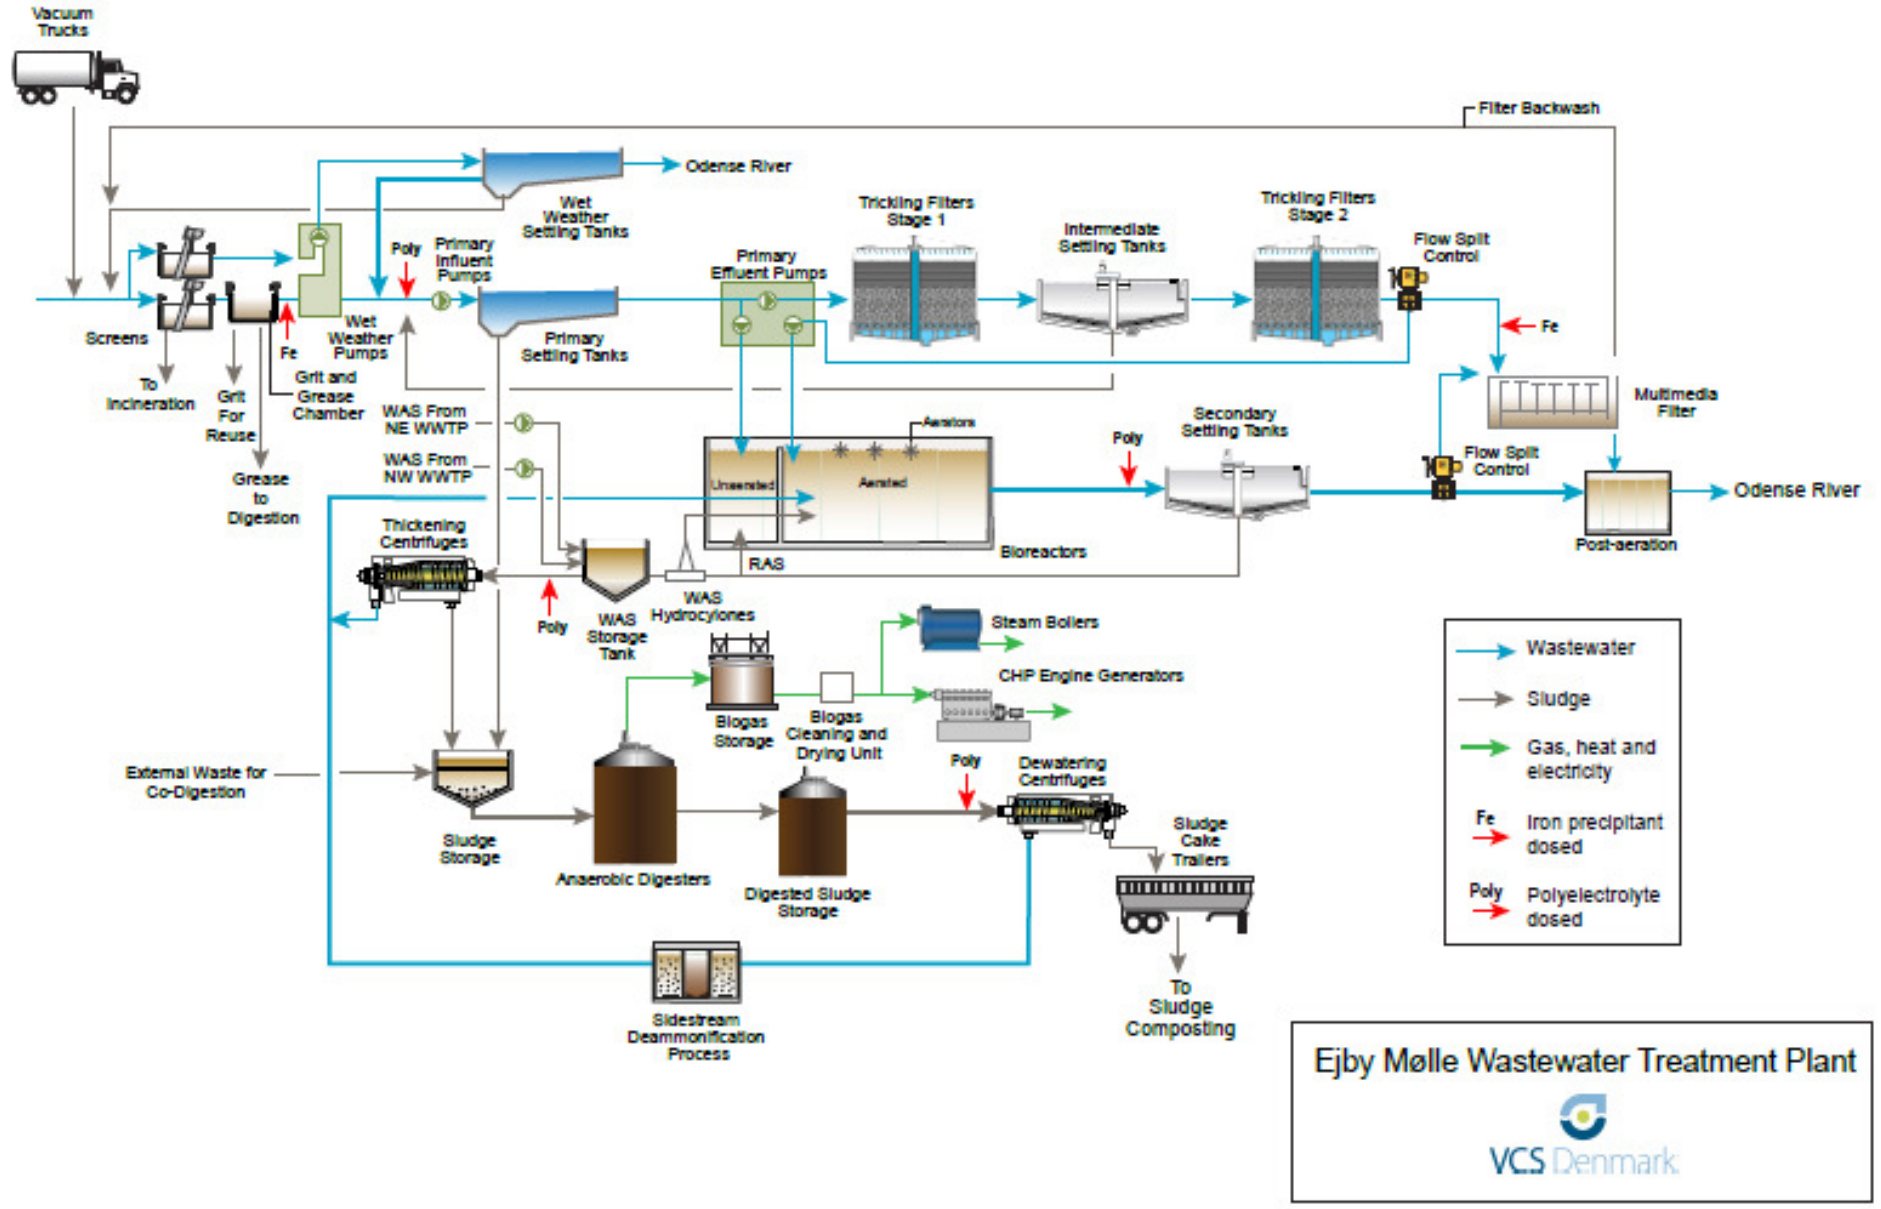 Vacuum
Trucks
Filter Backwash
Odense River
Wet
Weather
Settling Tanks
Poly
Primary
Influent
Pumps
Primary
Effluent Pumps
Trickling Filters
Stage 1
Intermediate
Settling Tanks
Trickling Filters
Stage 2
Flow Split
Control
Screens
Fe
Wet
Weather
Pumps
Primary
Settling Tanks
Fe
To
Incineration
Grit
For
Reuse
Grit and
Grease
Chamber
Grease
to
Digestion
WAS From
NE WWTP
WAS From
NW WWTP
Aerators
Unaerated
Aerated
Bioreactors
Poly
Secondary
Settling Tanks
Multimedia
Filter
Flow Split
Control
Odense River
Post-aeration
Thickening
Centrifuges
RAS
Poly
WAS
Storage
Tank
WAS
Hydrocylones
Steam Boilers
CHP Engine Generators
Biogas
Storage
Biogas
Cleaning and
Drying Unit
External Waste for
Co-Digestion
Sludge
Storage
Anaerobic Digesters
Digested Sludge
Storage
Poly
Dewatering
Centrifuges
Sludge
Cake
Trailers
To
Sludge
Composting
Sidestream
Deammonification
Process
Wastewater
Sludge
Gas, heat and
electricity
Fe
Iron precipitant
dosed
Poly
Polyelectrolyte
dosed
Ejby Mølle Wastewater Treatment Plant
VCS Denmark